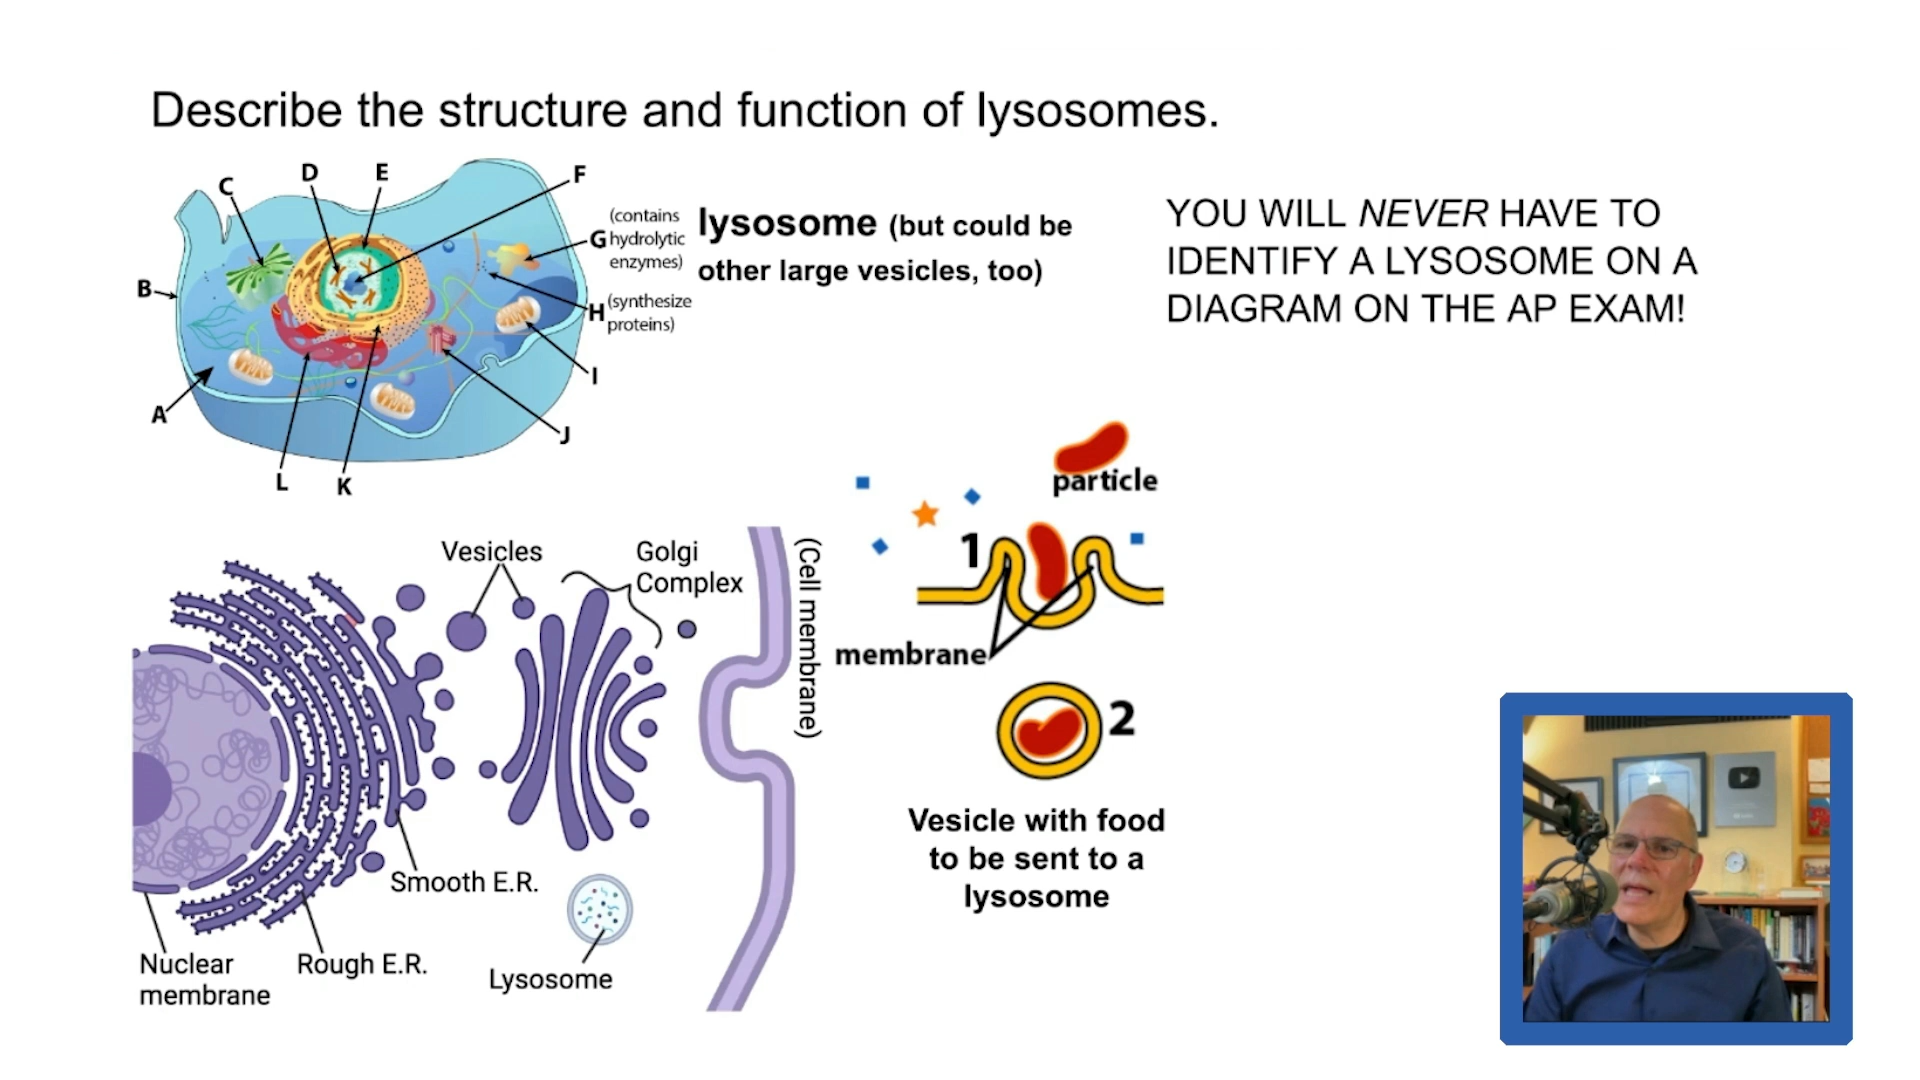 Describe the structure and function of lysosomes.
C
D
E
F
B
A
(contains
G hydrolytic
enzymes)
H (synthesize
proteins)
I
J
L
K
lysosome (but could be
other large vesicles, too)
YOU WILL NEVER HAVE TO
IDENTIFY A LYSOSOME ON A
DIAGRAM ON THE AP EXAM!
Vesicles
Golgi
Complex
(Cell membrane)
Smooth E.R.
Nuclear
membrane
Rough E.R.
Lysosome
particle
1
membrane
2
Vesicle with food
to be sent to a
lysosome